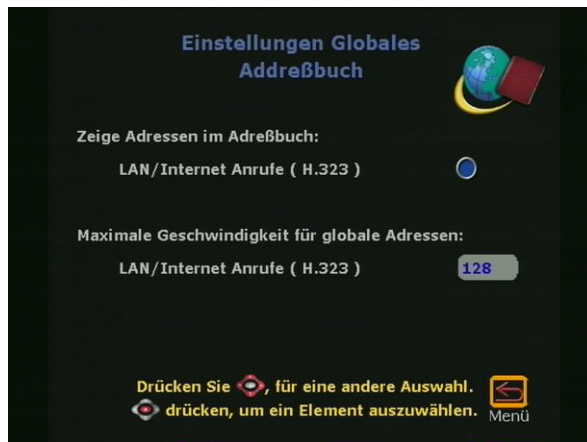 Einstellungen Globales
Addreßbuch
Zeige Adressen im Adreßbuch:
LAN/Internet Anrufe ( H.323 )
Maximale Geschwindigkeit für globale Adressen:
LAN/Internet Anrufe ( H.323 )
128
Drücken Sie , für eine andere Auswahl.
drücken, um ein Element auszuwählen.
Menü